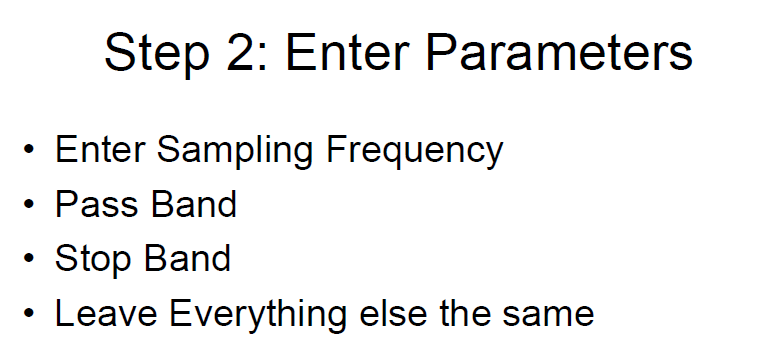 Step 2: Enter Parameters
• Enter Sampling Frequency
• Pass Band
• Stop Band
• Leave Everything else the same